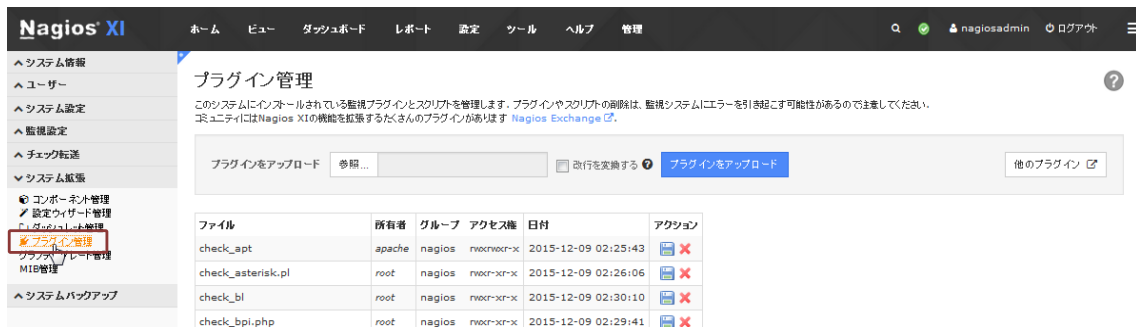 Nagios® XI
ホーム ビュー ダッシュボード レポート 設定 ツール ヘルプ 管理
nagiosadmin ログアウト
システム情報
ユーザー
システム設定
監視設定
チェック転送
システム拡張
コンポーネント管理
設定ウィザード管理
ダッシュレット管理
プラグイン管理
MIB管理
システムバックアップ
プラグイン管理
このシステムにインストールされている監視プラグインとスクリプトを管理します. プラグインやスクリプトの削除は、監視システムにエラーを引き起こす可能性があるので注意してください.
コミュニティにはNagios XIの機能を拡張するたくさんのプラグインがあります Nagios Exchange.
プラグインをアップロード 参照... 改行を変換する プラグインをアップロード 他のプラグイン
ファイル 所有者 グループ アクセス権 日付 アクション
check_apt apache nagios rwxrwxr-x 2015-12-09 02:25:43
check_asterisk.pl root nagios rwxr-xr-x 2015-12-09 02:26:06
check_bl root nagios rwxr-xr-x 2015-12-09 02:30:10
check_bpi.php root nagios rwxr-xr-x 2015-12-09 02:29:41